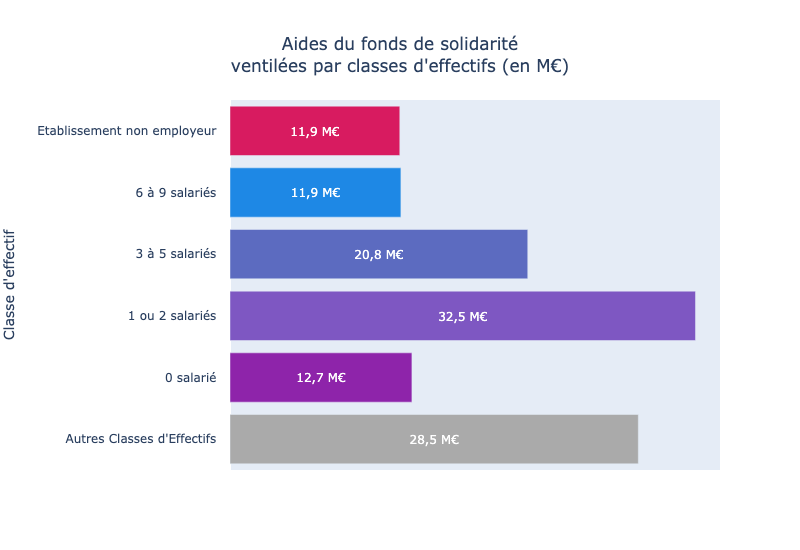 Aides du fonds de solidarité
ventilées par classes d'effectifs (en M€)
Classe d'effectif
Etablissement non employeur
11,9 M€
6 à 9 salariés
11,9 M€
3 à 5 salariés
20,8 M€
1 ou 2 salariés
32,5 M€
0 salarié
12,7 M€
Autres Classes d'Effectifs
28,5 M€